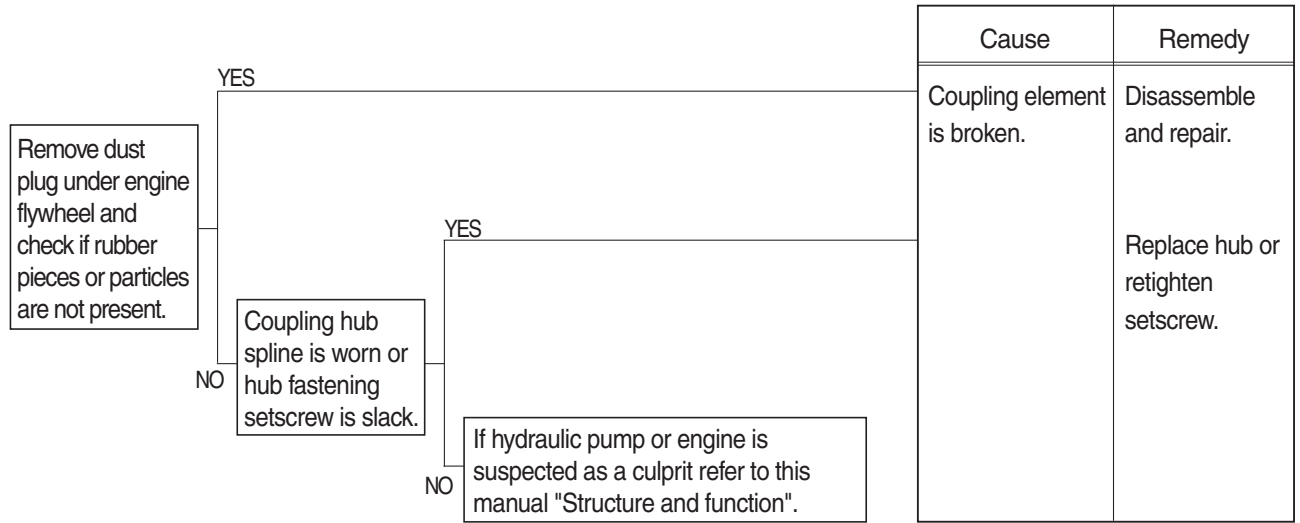 Cause
Remedy
YES
Coupling element
is broken.
Disassemble
and repair.
Remove dust
plug under engine
flywheel and
check if rubber
pieces or particles
are not present.
YES
Replace hub or
retighten
setscrew.
NO
Coupling hub
spline is worn or
hub fastening
setscrew is slack.
NO
If hydraulic pump or engine is
suspected as a culprit refer to this
manual "Structure and function".